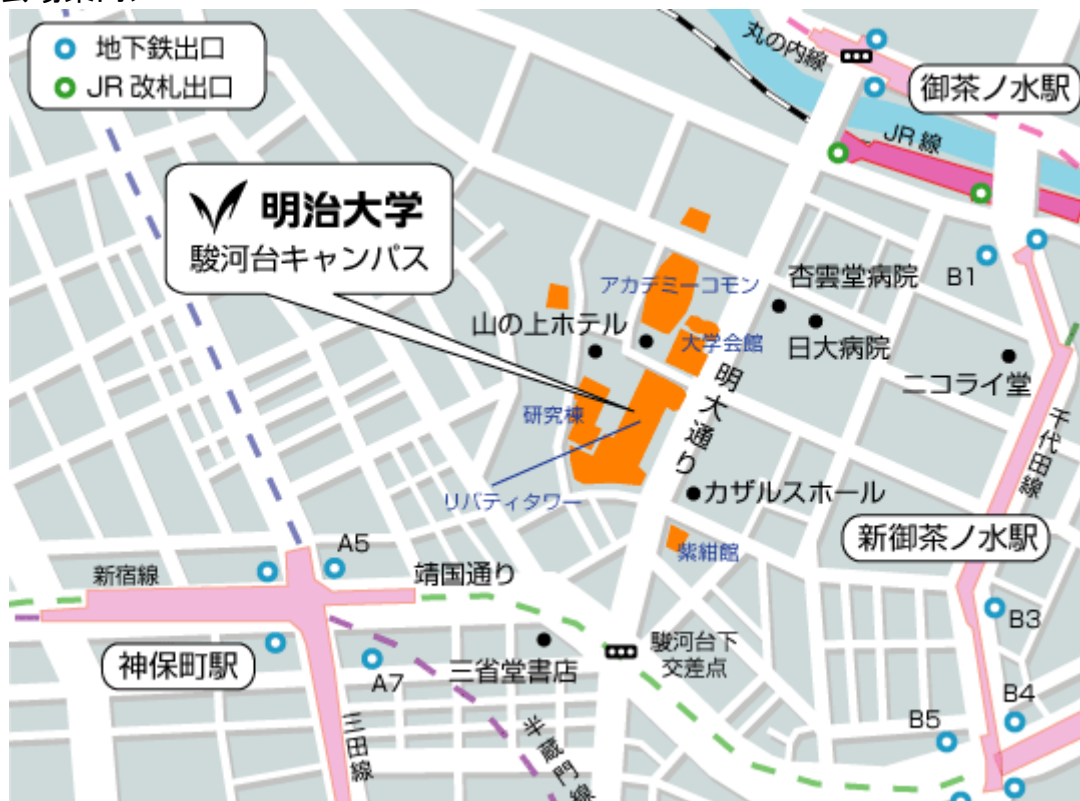 地下鉄出口
JR 改札出口
丸の内線
御茶ノ水駅
JR 線
明治大学
駿河台キャンパス
アカデミーコモン
杏雲堂病院
B1
山の上ホテル
大学会館
日大病院
ニコライ堂
明大通り
研究棟
千代田線
リバティタワー
カザルスホール
紫紺館
新御茶ノ水駅
A5
新宿線
靖国通り
B3
神保町駅
A7
三省堂書店
駿河台下
交差点
B4
B5
三田線
半蔵門線